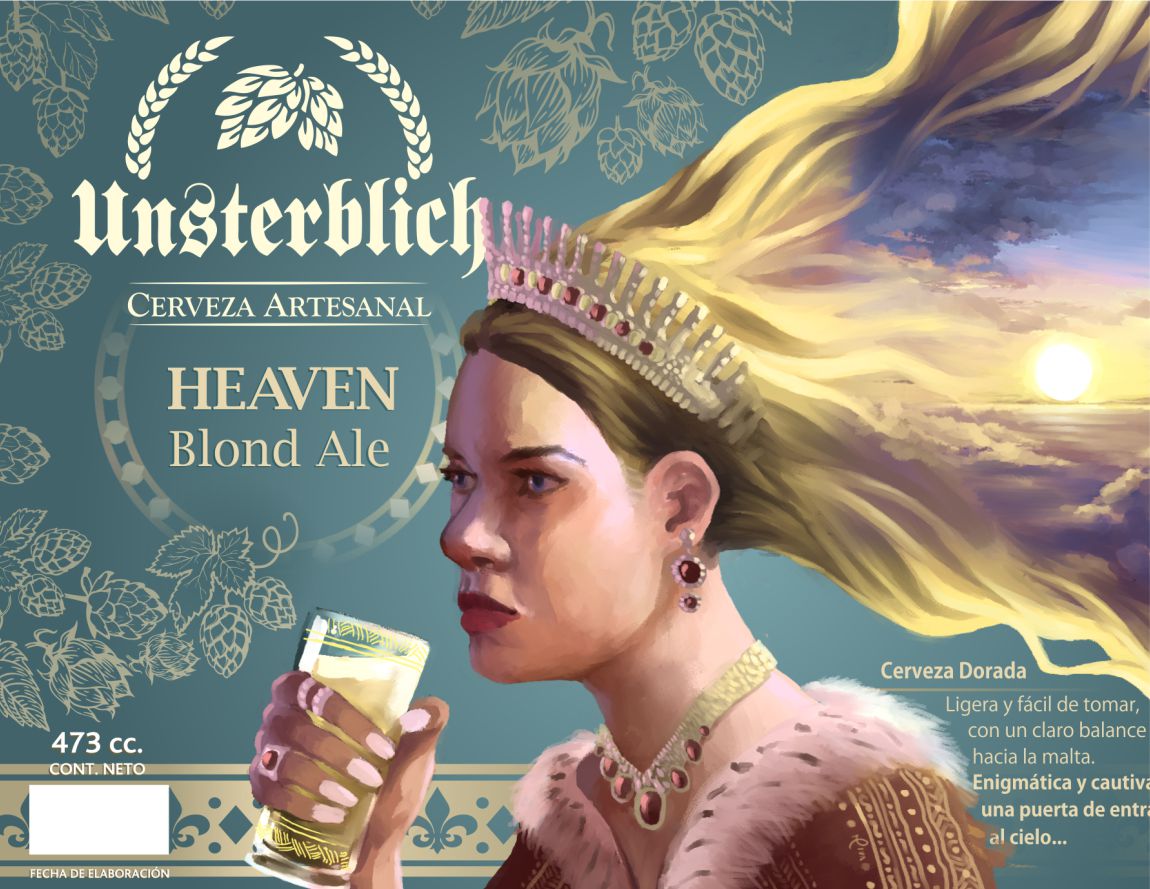 Unsterblich
CERVEZA ARTESANAL
HEAVEN
Blond Ale
Cerveza Dorada
Ligera y fácil de tomar,
con un claro balance
hacia la malta.
Enigmática y cautiva
una puerta de entra
al cielo...
473 cc.
CONT. NETO
FECHA DE ELABORACIÓN